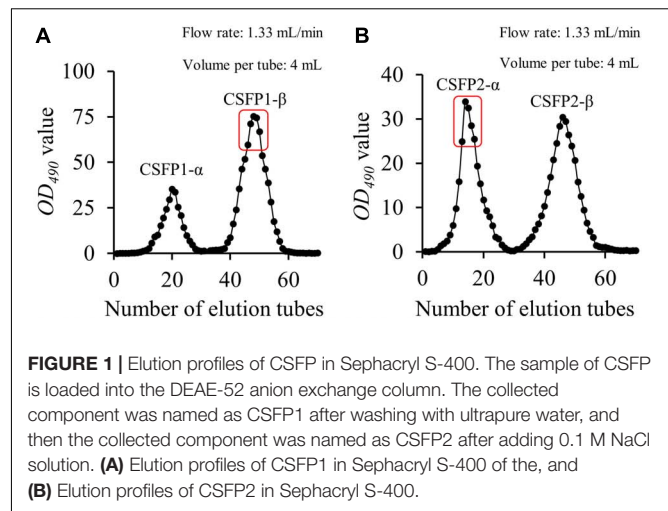 A
Flow rate: 1.33 mL/min
Volume per tube: 4 mL
100
75
50
25
0
OD490 value
CSFP1-α
CSFP1-β
0 20 40 60
Number of elution tubes
B
Flow rate: 1.33 mL/min
Volume per tube: 4 mL
40
30
20
10
0
OD490 value
CSFP2-α
CSFP2-β
0 20 40 60
Number of elution tubes
FIGURE 1 | Elution profiles of CSFP in Sephacryl S-400. The sample of CSFP
is loaded into the DEAE-52 anion exchange column. The collected
component was named as CSFP1 after washing with ultrapure water, and
then the collected component was named as CSFP2 after adding 0.1 M NaCl
solution. (A) Elution profiles of CSFP1 in Sephacryl S-400 of the, and
(B) Elution profiles of CSFP2 in Sephacryl S-400.